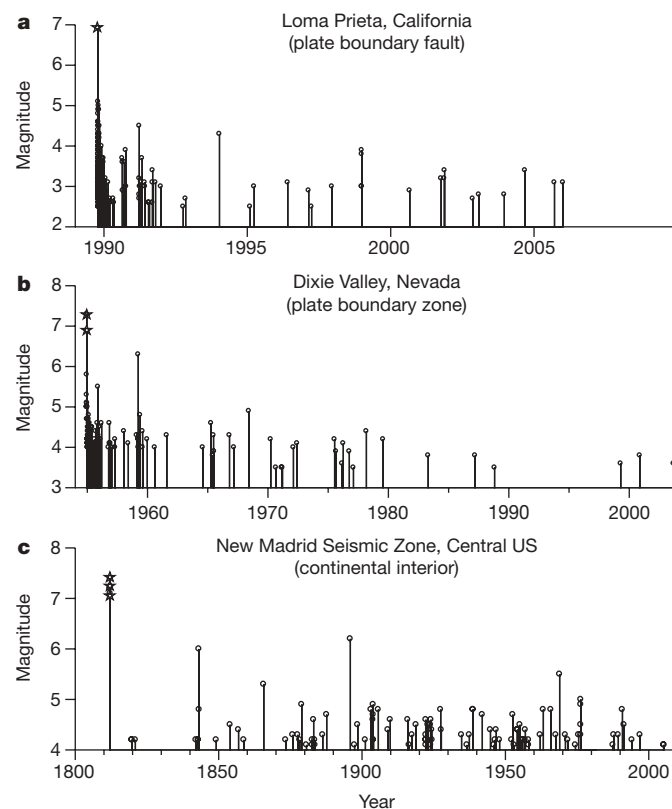 a
Loma Prieta, California
(plate boundary fault)
Magnitude
7
6
5
4
3
2
1990 1995 2000 2005
b
Dixie Valley, Nevada
(plate boundary zone)
Magnitude
8
7
6
5
4
3
1960 1970 1980 1990 2000
c
New Madrid Seismic Zone, Central US
(continental interior)
Magnitude
8
7
6
5
4
1800 1850 1900 1950 2000
Year